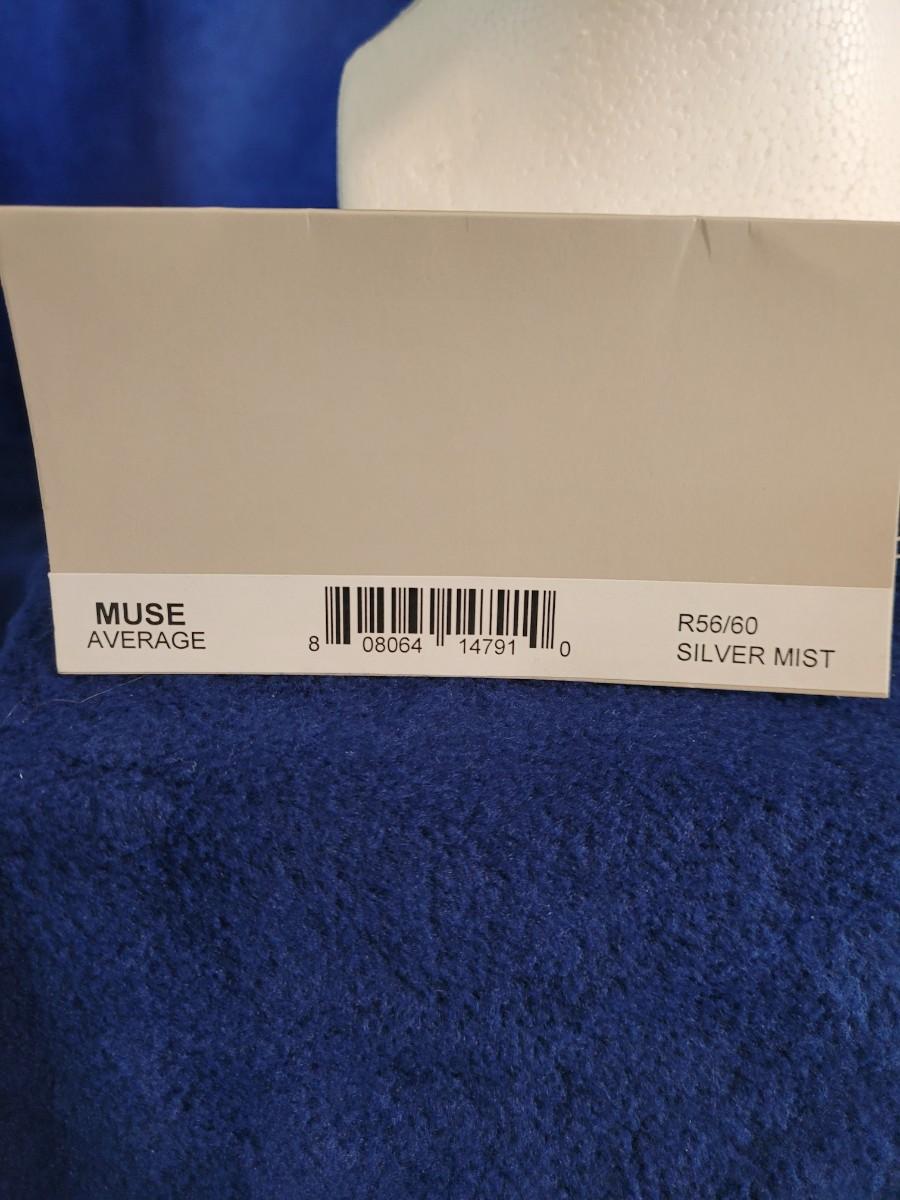 MUSE
AVERAGE
8 08064 14791 0
R56/60
SILVER MIST